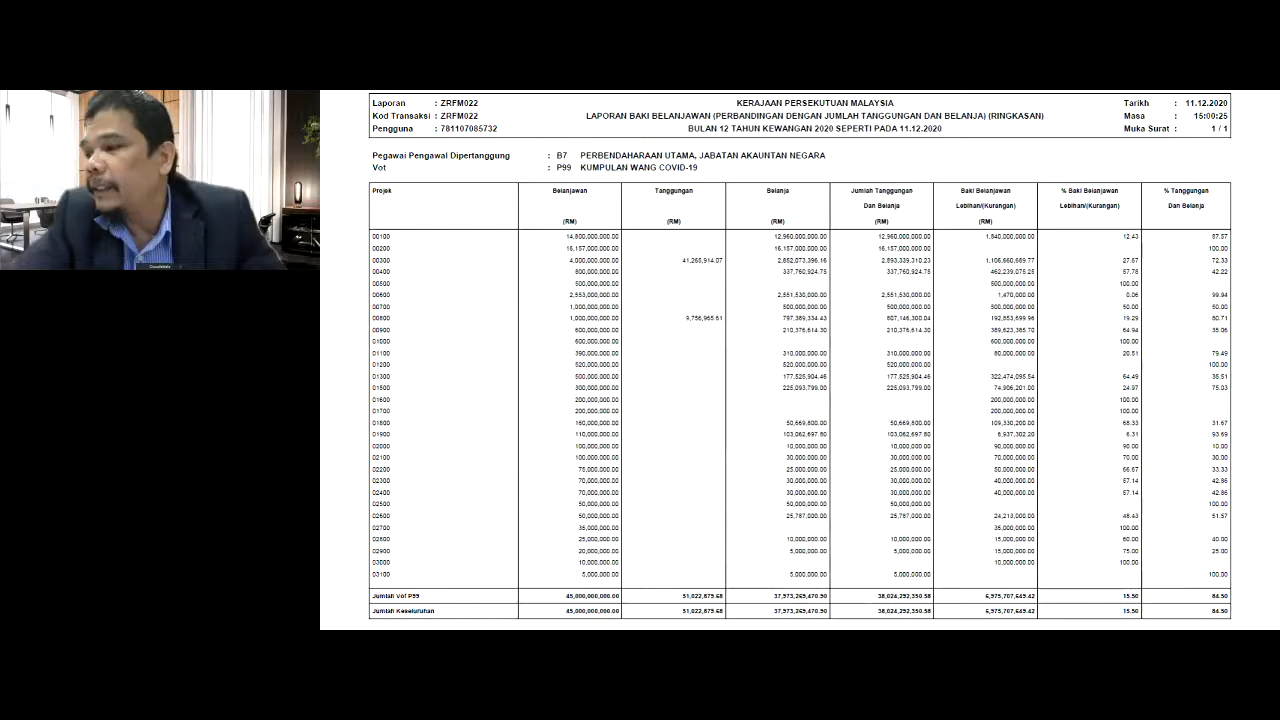 Laporan : ZRFM022 KERAJAAN PERSEKUTUAN MALAYSIA Tarikh : 11.12.2020
Kod Transaksi : ZRFM022 LAPORAN BAKI BELANJAWAN (PERBANDINGAN DENGAN JUMLAH TANGGUNGAN DAN BELANJA) (RINGKASAN) Masa : 15:00:25
Pengguna : 781107085732 BULAN 12 TAHUN KEWANGAN 2020 SEPERTI PADA 11.12.2020 Muka Surat : 1 / 1
Pegawai Pengawal Dipertanggung : B7 PERBENDAHARAAN UTAMA, JABATAN AKAUNTAN NEGARA
Vot : P99 KUMPULAN WANG COVID-19
Projek Belanjawan Tanggungan Belanja Jumlah Tanggungan Baki Belanjawan % Baki Belanjawan % Tanggungan
Dan Belanja Lebihan/(Kurangan) Lebihan/(Kurangan) Dan Belanja
(RM) (RM) (RM) (RM) (RM)
00100 14,800,000,000.00 12,960,000,000.00 12,960,000,000.00 1,840,000,000.00 12.43 87.57
00200 16,157,000,000.00 16,157,000,000.00 16,157,000,000.00 100.00
00300 4,000,000,000.00 41,265,914.07 2,852,073,396.16 2,893,339,310.23 1,106,660,689.77 27.67 72.33
00400 800,000,000.00 337,760,924.75 337,760,924.75 462,239,075.25 57.78 42.22
00500 500,000,000.00 500,000,000.00 100.00
00600 2,553,000,000.00 2,551,530,000.00 2,551,530,000.00 1,470,000.00 0.06 99.94
00700 1,000,000,000.00 500,000,000.00 500,000,000.00 500,000,000.00 50.00 50.00
00800 1,000,000,000.00 9,756,965.61 797,389,334.43 807,146,300.04 192,853,699.96 19.29 80.71
00900 600,000,000.00 210,376,614.30 210,376,614.30 389,623,385.70 64.94 35.06
01000 600,000,000.00 600,000,000.00 100.00
01100 390,000,000.00 310,000,000.00 310,000,000.00 80,000,000.00 20.51 79.49
01200 520,000,000.00 520,000,000.00 520,000,000.00 100.00
01300 500,000,000.00 177,525,904.46 177,525,904.46 322,474,095.54 64.49 35.51
01500 300,000,000.00 225,093,799.00 225,093,799.00 74,906,201.00 24.97 75.03
01600 200,000,000.00 200,000,000.00 100.00
01700 200,000,000.00 200,000,000.00 100.00
01800 160,000,000.00 50,669,800.00 50,669,800.00 109,330,200.00 68.33 31.67
01900 110,000,000.00 103,062,697.80 103,062,697.80 6,937,302.20 6.31 93.69
02000 100,000,000.00 10,000,000.00 10,000,000.00 90,000,000.00 90.00 10.00
02100 100,000,000.00 30,000,000.00 30,000,000.00 70,000,000.00 70.00 30.00
02200 75,000,000.00 25,000,000.00 25,000,000.00 50,000,000.00 66.67 33.33
02300 70,000,000.00 30,000,000.00 30,000,000.00 40,000,000.00 57.14 42.86
02400 70,000,000.00 30,000,000.00 30,000,000.00 40,000,000.00 57.14 42.86
02500 50,000,000.00 50,000,000.00 50,000,000.00 100.00
02600 50,000,000.00 25,787,000.00 25,787,000.00 24,213,000.00 48.43 51.57
02700 35,000,000.00 35,000,000.00 100.00
02800 25,000,000.00 10,000,000.00 10,000,000.00 15,000,000.00 60.00 40.00
02900 20,000,000.00 5,000,000.00 5,000,000.00 15,000,000.00 75.00 25.00
03000 10,000,000.00 10,000,000.00 100.00
03100 5,000,000.00 5,000,000.00 5,000,000.00 100.00
Jumlah Vot P99 45,000,000,000.00 51,022,879.68 37,973,269,470.90 38,024,292,350.58 6,975,707,649.42 15.50 84.50
Jumlah Keseluruhan 45,000,000,000.00 51,022,879.68 37,973,269,470.90 38,024,292,350.58 6,975,707,649.42 15.50 84.50